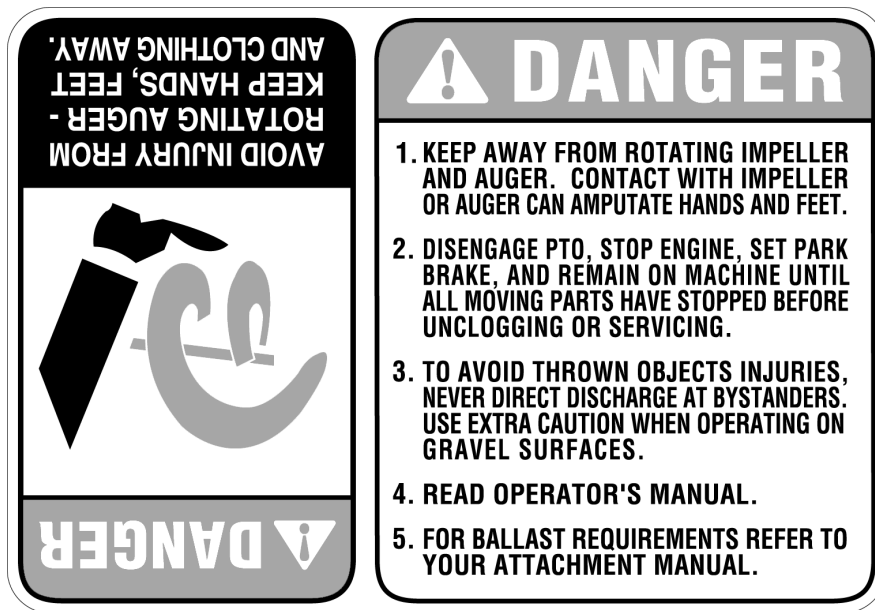 DANGER
AVOID INJURY FROM
ROTATING AUGER -
KEEP HANDS, FEET
AND CLOTHING AWAY.
DANGER
1. KEEP AWAY FROM ROTATING IMPELLER
AND AUGER. CONTACT WITH IMPELLER
OR AUGER CAN AMPUTATE HANDS AND FEET.
2. DISENGAGE PTO, STOP ENGINE, SET PARK
BRAKE, AND REMAIN ON MACHINE UNTIL
ALL MOVING PARTS HAVE STOPPED BEFORE
UNCLOGGING OR SERVICING.
3. TO AVOID THROWN OBJECTS INJURIES,
NEVER DIRECT DISCHARGE AT BYSTANDERS.
USE EXTRA CAUTION WHEN OPERATING ON
GRAVEL SURFACES.
4. READ OPERATOR'S MANUAL.
5. FOR BALLAST REQUIREMENTS REFER TO
YOUR ATTACHMENT MANUAL.